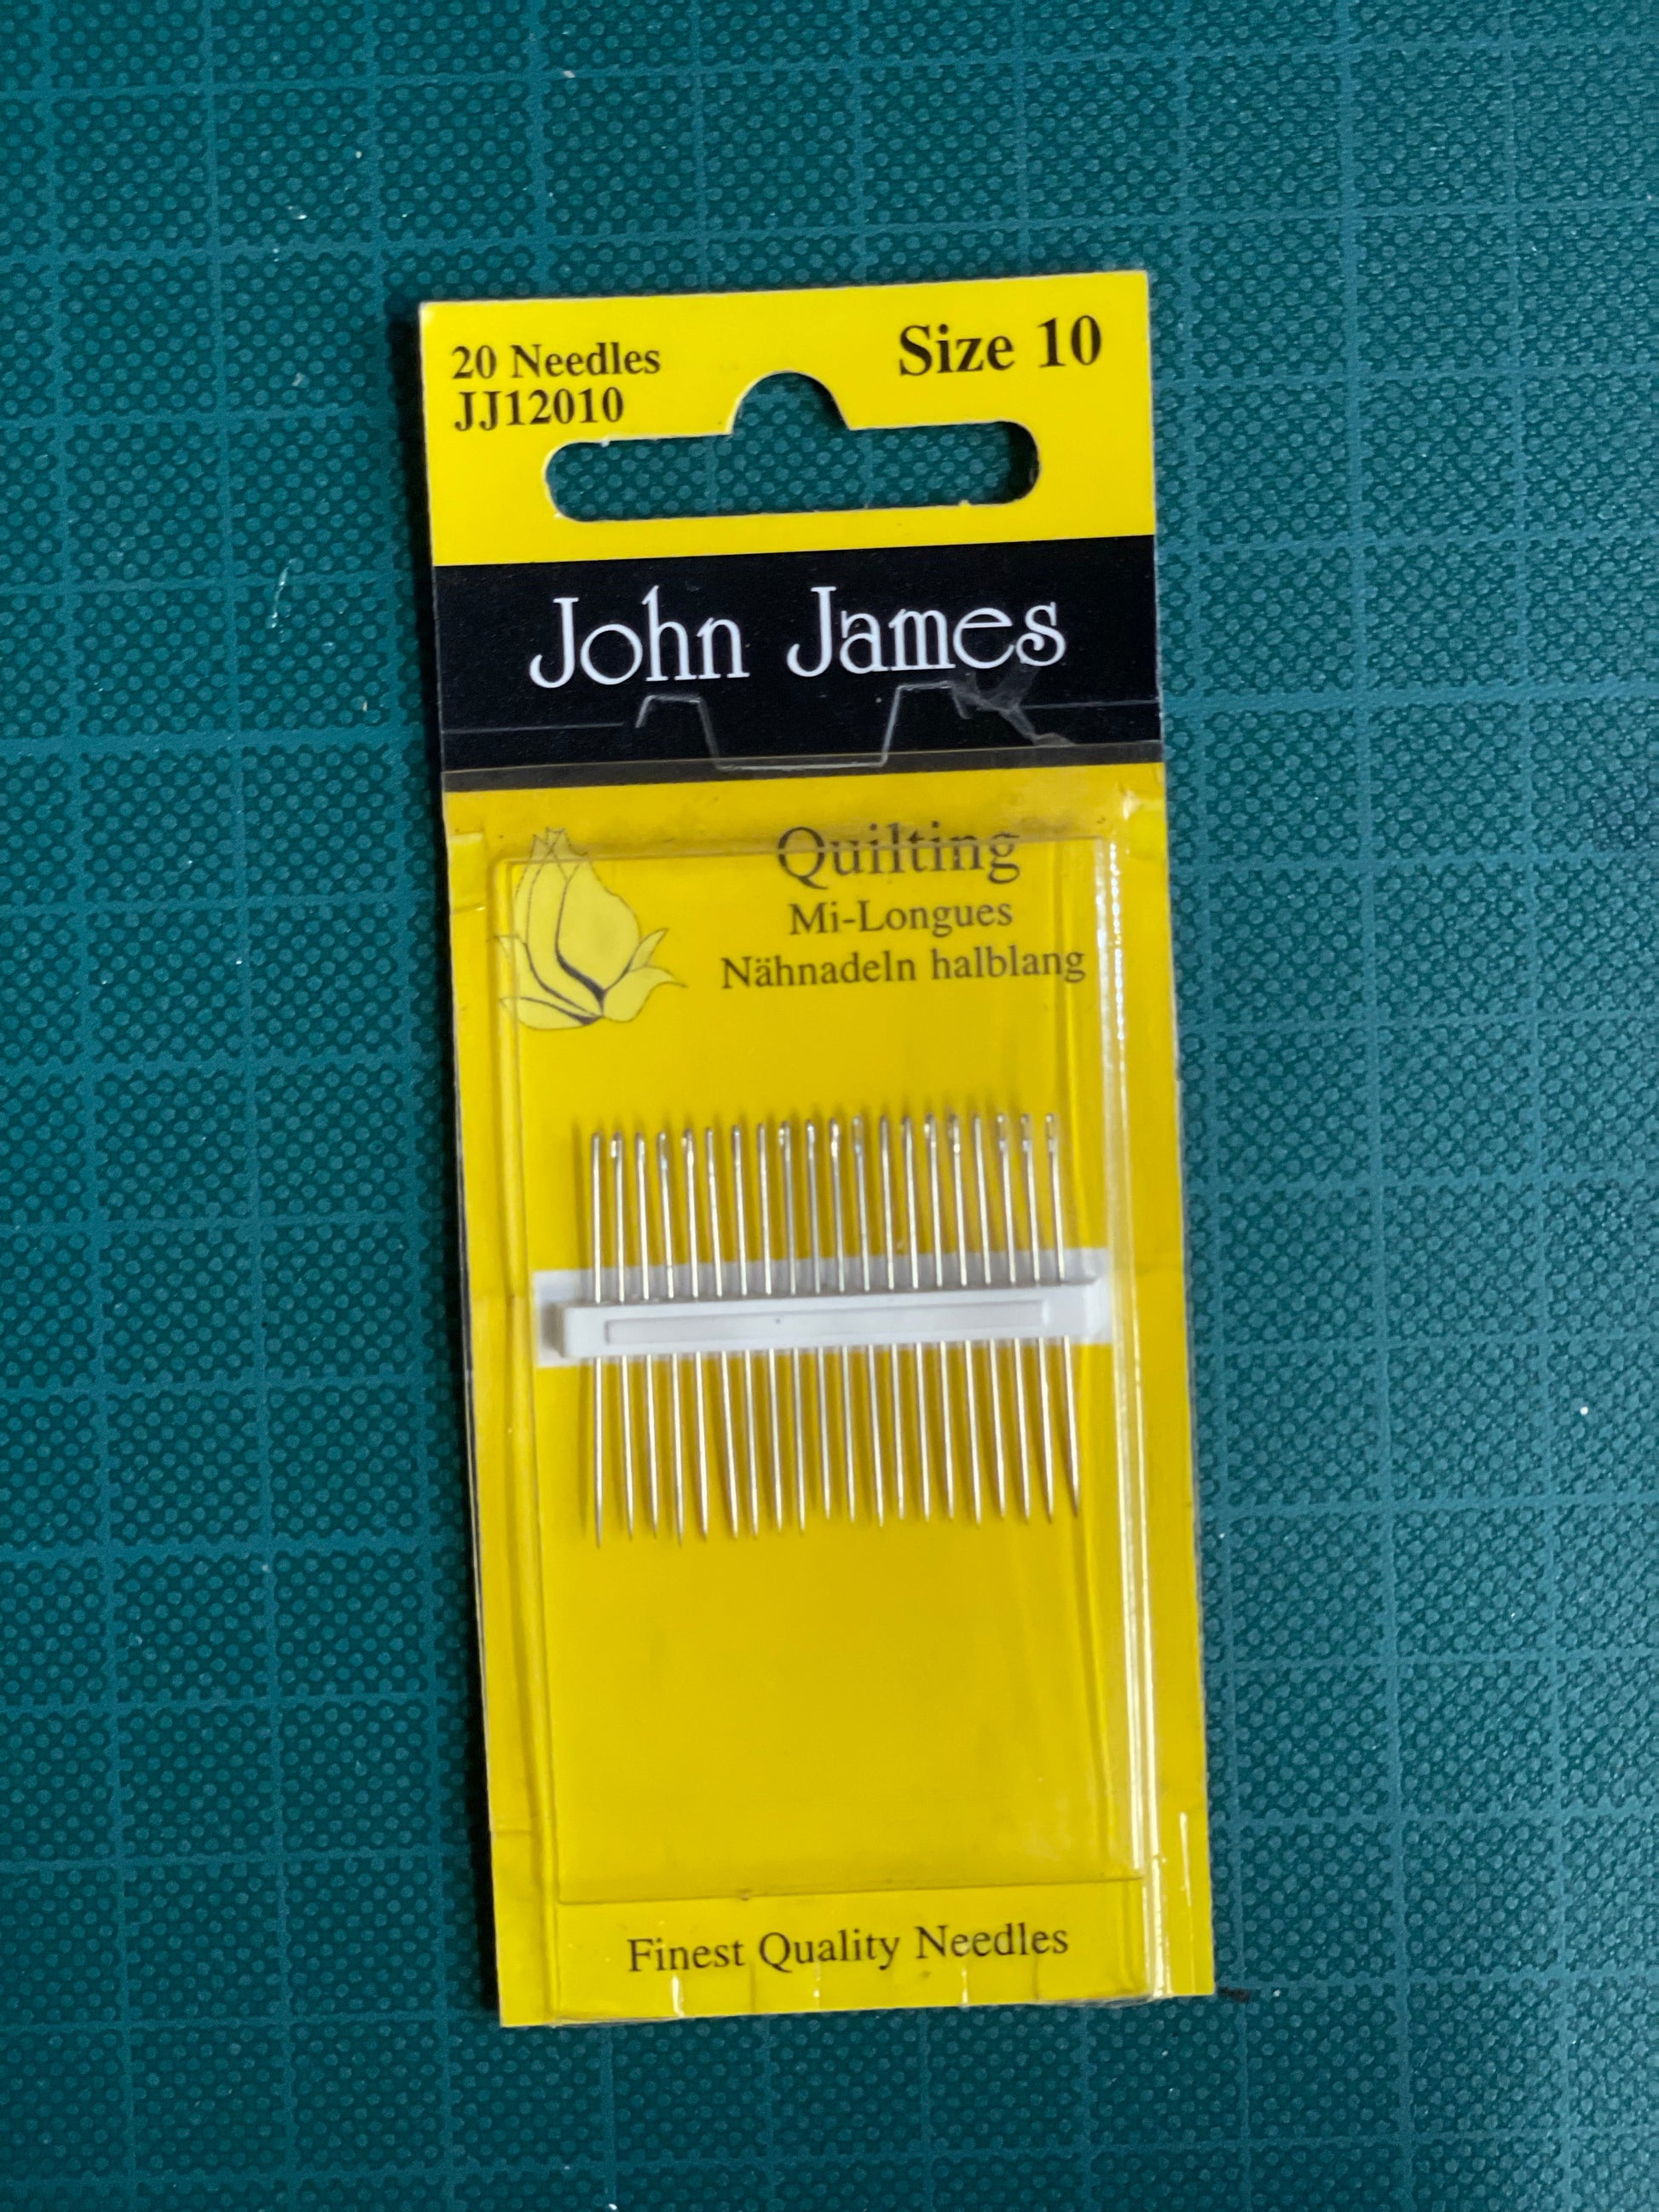 20 Needles
JJ12010
Size 10
John James
Quilting
Mi-Longues
Nähnadeln halblang
Finest Quality Needles